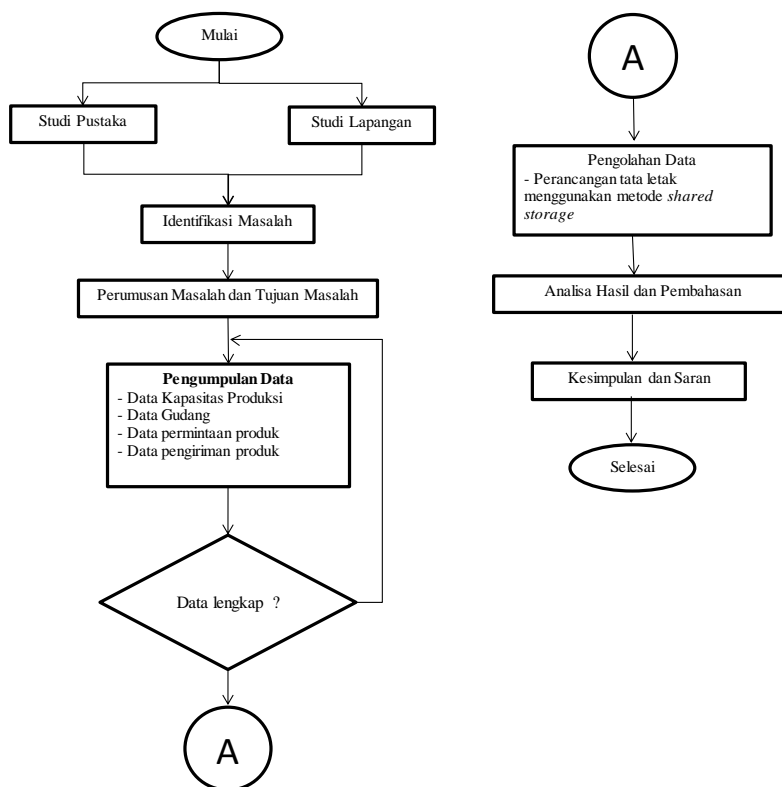 Mulai
Studi Pustaka
Studi Lapangan
Identifikasi Masalah
Perumusan Masalah dan Tujuan Masalah
Pengumpulan Data
- Data Kapasitas Produksi
- Data Gudang
- Data permintaan produk
- Data pengiriman produk
Data lengkap ?
A
A
Pengolahan Data
- Perancangan tata letak
menggunakan metode shared
storage
Analisa Hasil dan Pembahasan
Kesimpulan dan Saran
Selesai